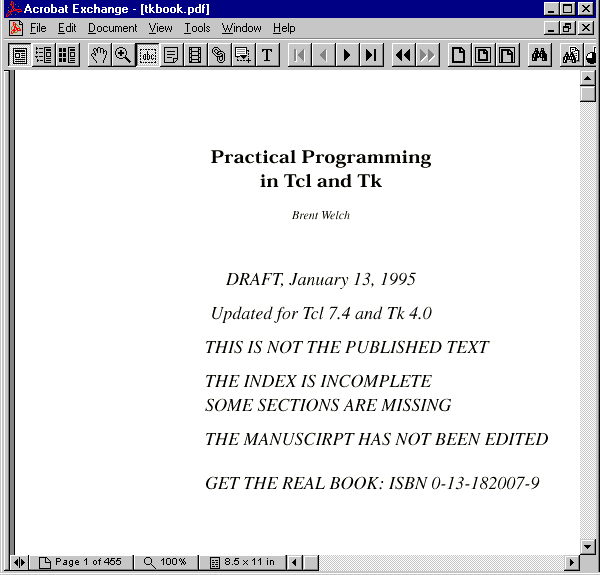 Acrobat Exchange - [tkbook.pdf]
File Edit Document View Tools Window Help
abc T
Practical Programming
in Tcl and Tk
Brent Welch
DRAFT, January 13, 1995
Updated for Tcl 7.4 and Tk 4.0
THIS IS NOT THE PUBLISHED TEXT
THE INDEX IS INCOMPLETE
SOME SECTIONS ARE MISSING
THE MANUSCIRPT HAS NOT BEEN EDITED
GET THE REAL BOOK: ISBN 0-13-182007-9
Page 1 of 455 100% 8.5 x 11 in